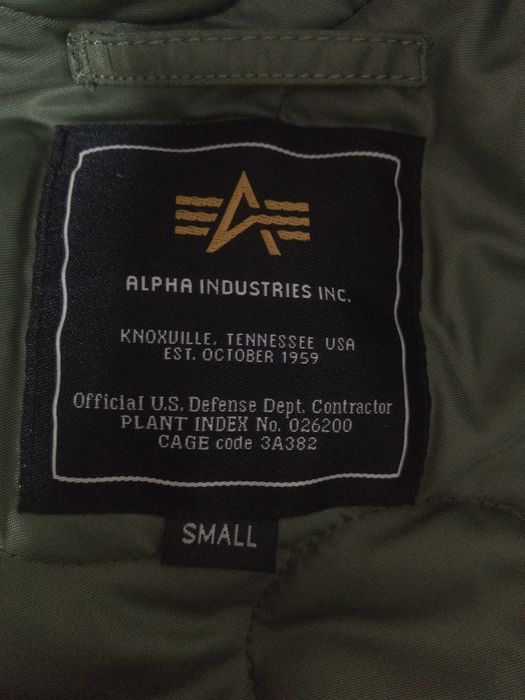 ALPHA INDUSTRIES INC.
KNOXVILLE, TENNESSEE USA
EST. OCTOBER 1959
Official U.S. Defense Dept. Contractor
PLANT INDEX No. 026200
CAGE code 3A382
SMALL